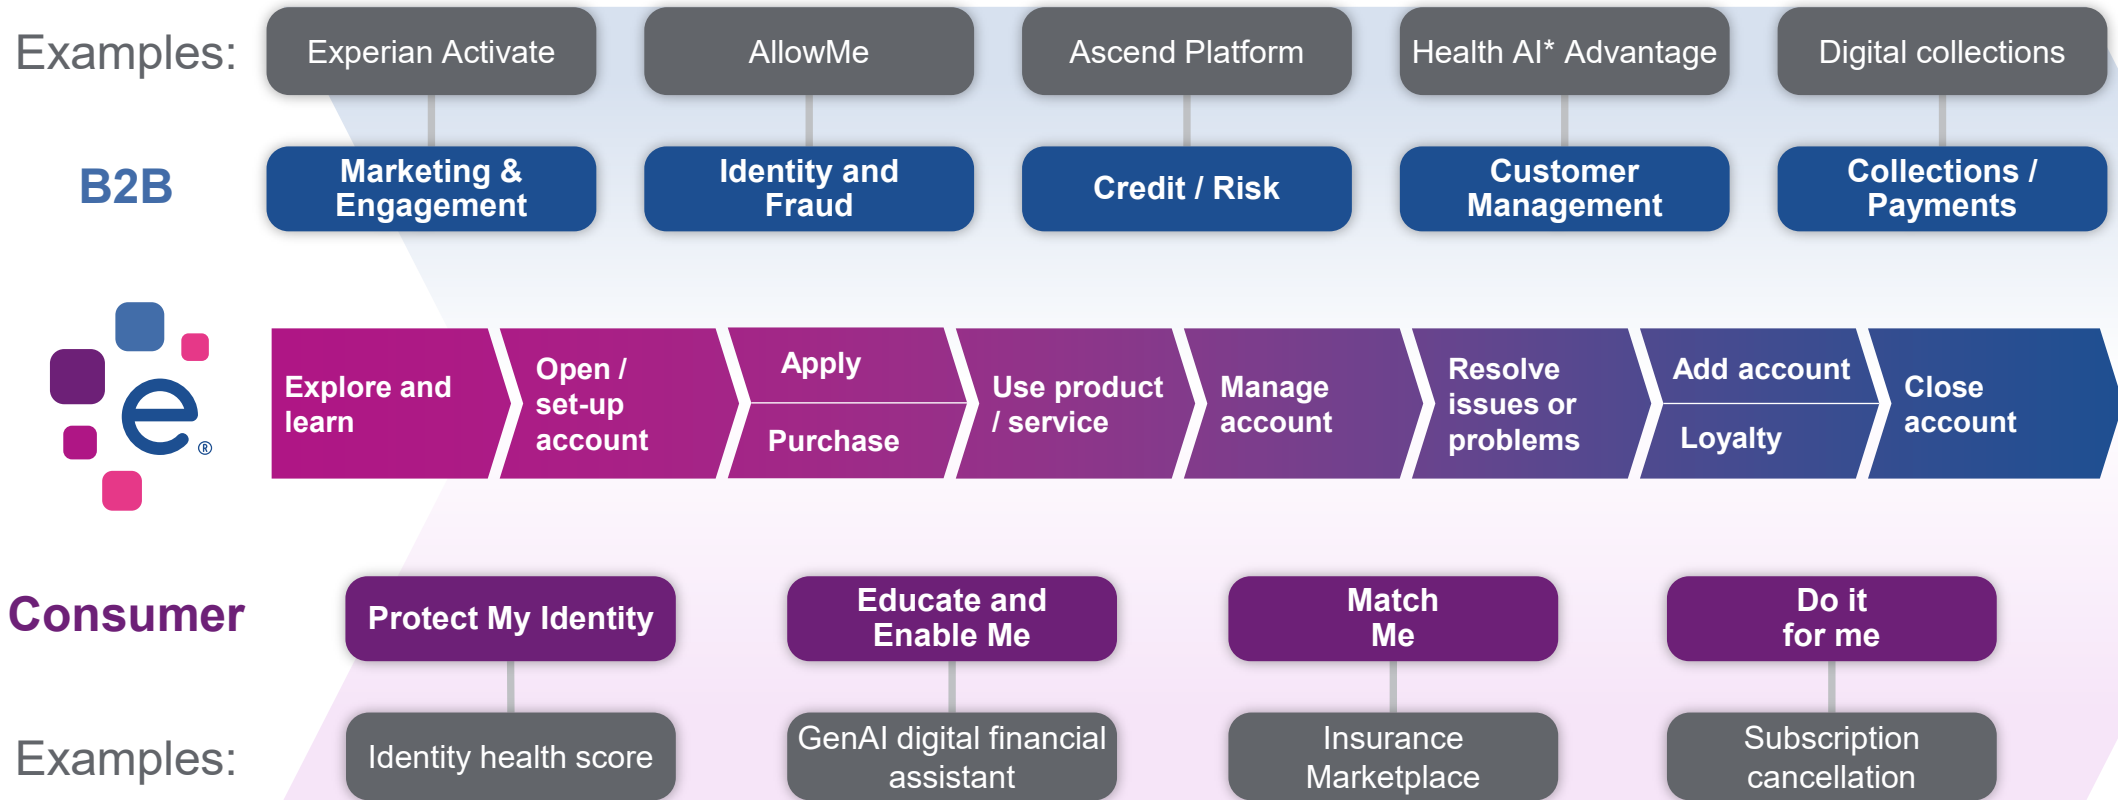 Examples:
Experian Activate
AllowMe
Ascend Platform
Health AI* Advantage
Digital collections
B2B
Marketing &
Engagement
Identity and
Fraud
Credit / Risk
Customer
Management
Collections /
Payments
e®
Explore and
learn
Open /
set-up
account
Apply
Purchase
Use product
/ service
Manage
account
Resolve
issues or
problems
Add account
Loyalty
Close
account
Consumer
Protect My Identity
Educate and
Enable Me
Match
Me
Do it
for me
Examples:
Identity health score
GenAI digital financial
assistant
Insurance
Marketplace
Subscription
cancellation